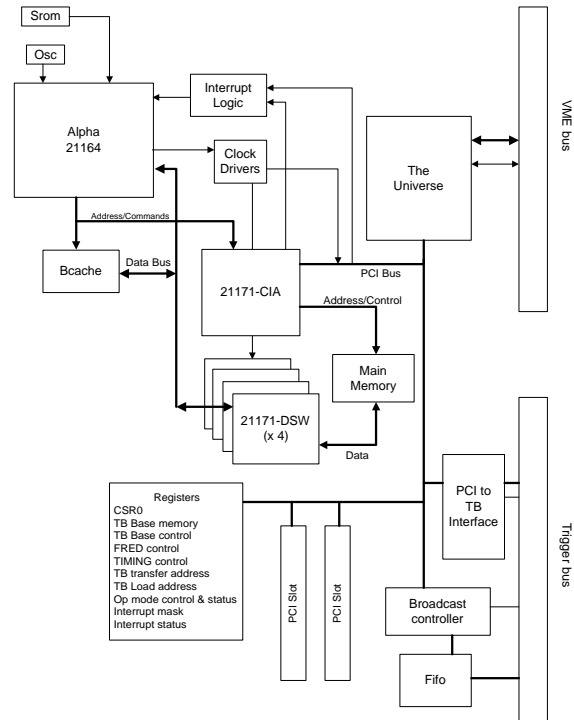 Srom
Osc
Alpha
21164
Interrupt
Logic
Clock
Drivers
The
Universe
VME bus
Address/Commands
Bcache
Data Bus
21171-CIA
PCI Bus
Address/Control
Main
Memory
21171-DSW
(x 4)
Data
Registers
CSR0
TB Base memory
TB Base control
FRED control
TIMING control
TB transfer address
TB Load address
Op mode control & status
Interrupt mask
Interrupt status
PCI Slot
PCI Slot
PCI to
TB
Interface
Trigger bus
Broadcast
controller
Fifo